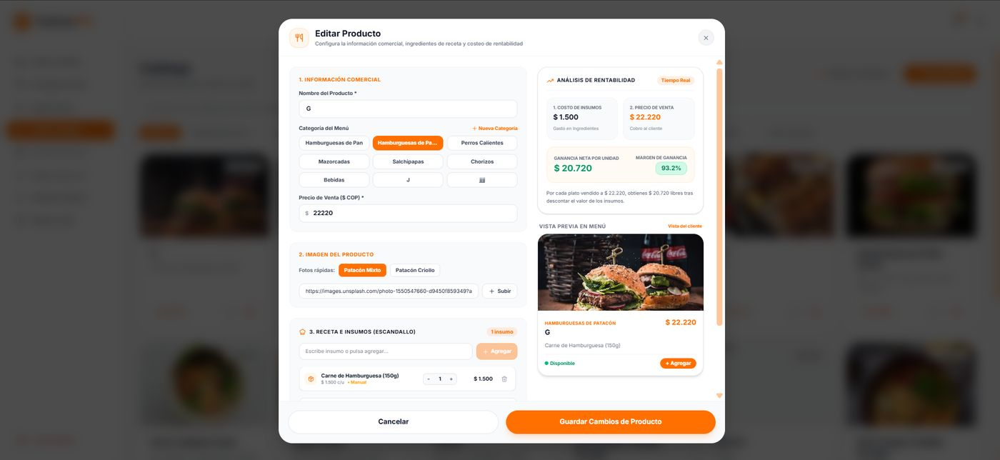 Editar Producto
Configura la información comercial, ingredientes de receta y costeo de rentabilidad
1. INFORMACIÓN COMERCIAL
Nombre del Producto *
G
Categoría del Menú
+ Nueva Categoría
Hamburguesas de Pan
Hamburguesas de Pa...
Perros Calientes
Mazorcadas
Salchipapas
Chorizos
Bebidas
J
jjjj
Precio de Venta ($ COP) *
$ 22220
2. IMAGEN DEL PRODUCTO
Fotos rápidas:
Patacón Mixto
Patacón Criollo
https://images.unsplash.com/photo-1550547660-d9450f859349?a
+ Subir
3. RECETA E INSUMOS (ESCANDALLO)
1 insumo
Escribe insumo o pulsa agregar...
+ Agregar
Carne de Hamburguesa (150g)
$ 1.500 c/u • Manual
- 1 +
$ 1.500
ANÁLISIS DE RENTABILIDAD
Tiempo Real
1. COSTO DE INSUMOS
$ 1.500
Gasto en ingredientes
2. PRECIO DE VENTA
$ 22.220
Cobro al cliente
GANANCIA NETA POR UNIDAD
$ 20.720
MARGEN DE GANANCIA
93.2%
Por cada plato vendido a $ 22.220, obtienes $ 20.720 libres tras
descontar el valor de los insumos.
VISTA PREVIA EN MENÚ
Vista del cliente
Coca-Cola
HAMBURGUESAS DE PATACÓN
$ 22.220
G
Carne de Hamburguesa (150g)
Disponible
+ Agregar
Cancelar
Guardar Cambios de Producto